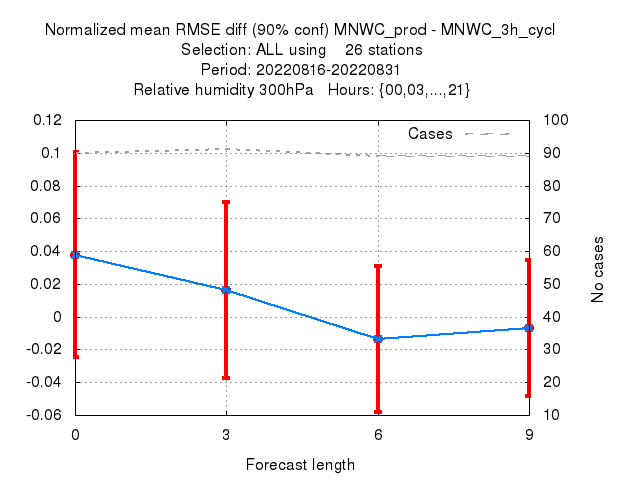 Normalized mean RMSE diff (90% conf) MNWC_prod - MNWC_3h_cycl
Selection: ALL using    26 stations
Period: 20220816-20220831
Relative humidity 300hPa   Hours: {00,03,...,21}
0.12
0.1
0.08
0.06
0.04
0.02
0
-0.02
-0.04
-0.06
Cases
100
90
80
70
60
50
40
30
20
10
No cases
0 3 6 9
Forecast length